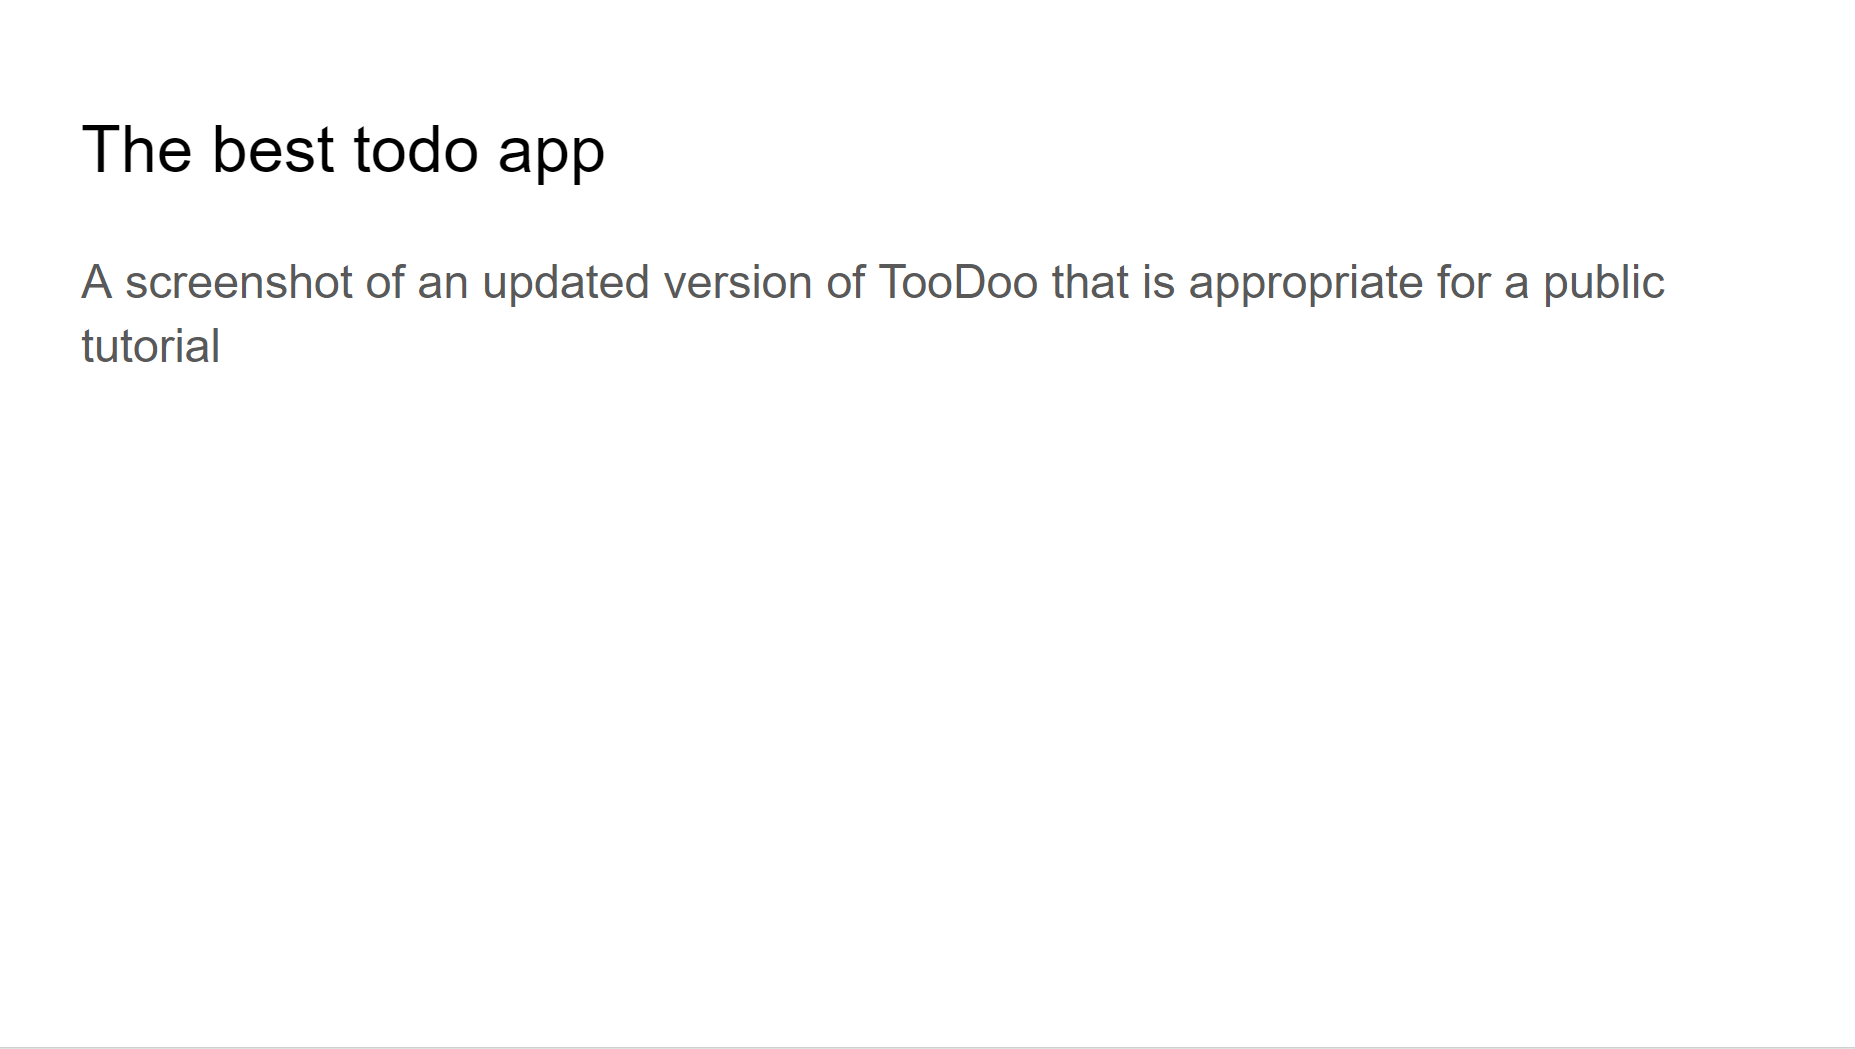 The best todo app
A screenshot of an updated version of TooDoo that is appropriate for a public
tutorial